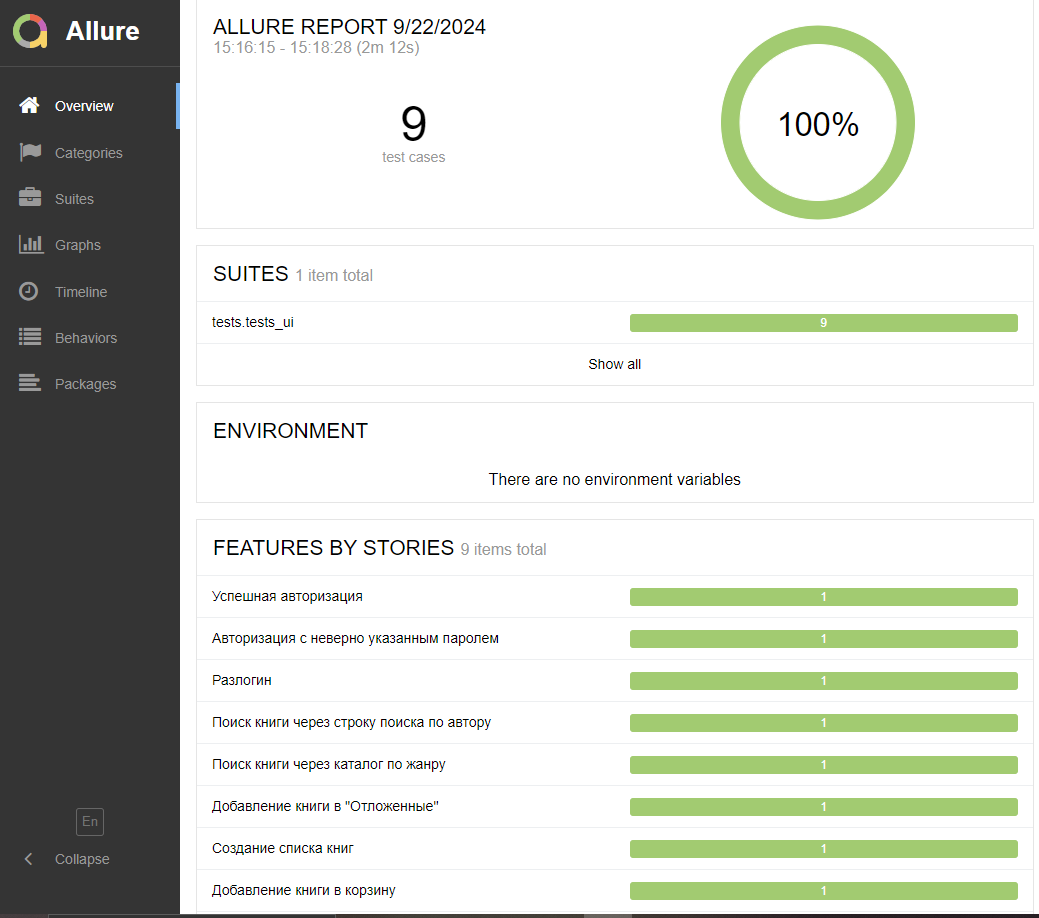 Allure
Overview
Categories
Suites
Graphs
Timeline
Behaviors
Packages
En
Collapse
ALLURE REPORT 9/22/2024
15:16:15 - 15:18:28 (2m 12s)
9
test cases
100%
SUITES 1 item total
tests.tests_ui 9
Show all
ENVIRONMENT
There are no environment variables
FEATURES BY STORIES 9 items total
Успешная авторизация 1
Авторизация с неверно указанным паролем 1
Разлогин 1
Поиск книги через строку поиска по автору 1
Поиск книги через каталог по жанру 1
Добавление книги в "Отложенные" 1
Создание списка книг 1
Добавление книги в корзину 1